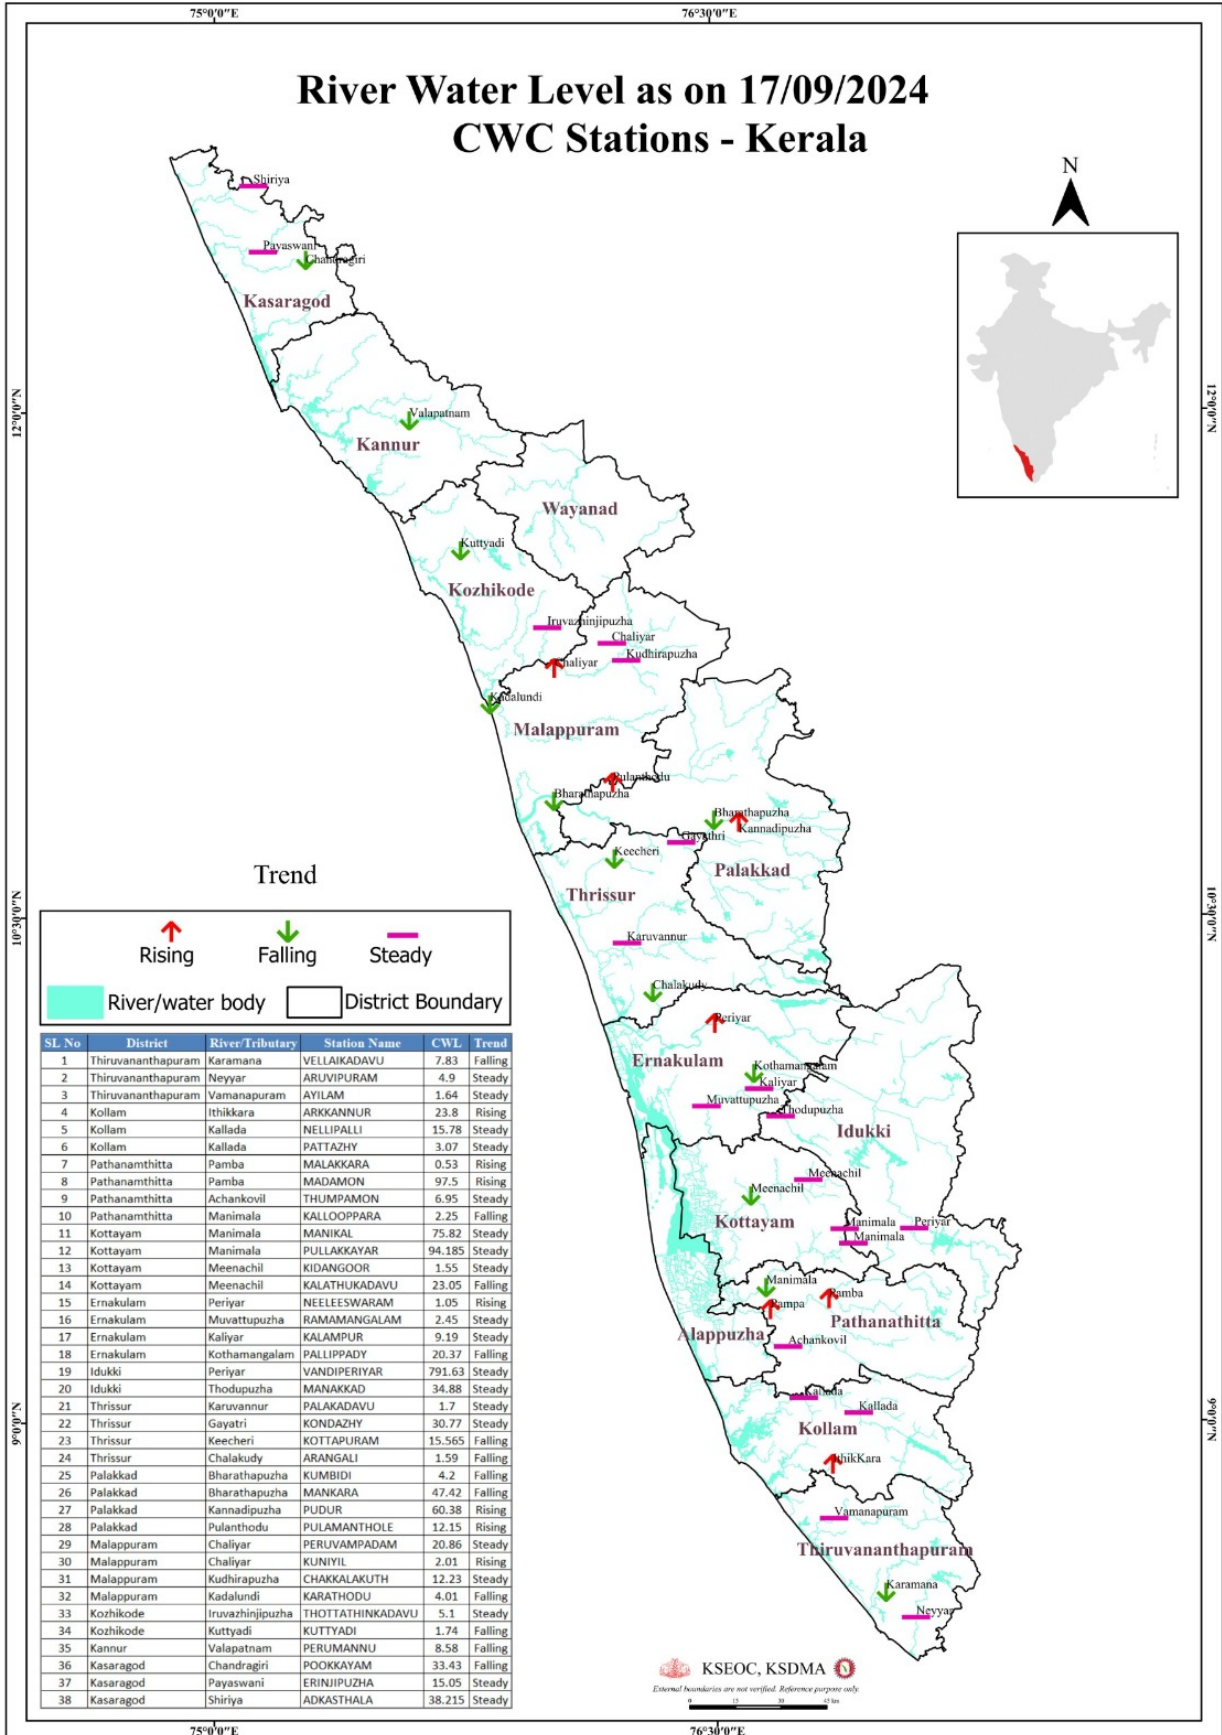 75°0'0"E 76°30'0"E
River Water Level as on 17/09/2024
CWC Stations - Kerala
N
Shiriya
Payaswani
Chandragiri
Kasaragod
12°0'0"N 12°0'0"N
Valapatnam
Kannur
Wayanad
Kuttyadi
Kozhikode
Iruvazhinjipuzha
Chaliyar
Kudhirapuzha
Chaliyar
Kadalundi
Malappuram
Pulanthodu
Bharathapuzha
Bharathapuzha
Kannadipuzha
Gayathri
Keecheri
Palakkad
Thrissur
Karuvannur
Chalakudy
Periyar
Ernakulam
Kothamangalam
Kaliyar
Muvattupuzha
Thodupuzha
Idukki
Meenachil
Meenachil
Kottayam
Manimala
Periyar
Manimala
Manimala
Pamba
Pampa
Pathanathitta
Alappuzha
Achankovil
Kallada
Kallada
Kollam
IthikKara
Vamanapuram
Thiruvananthapuram
Karamana
Neyyar
Trend
10°30'0"N 10°30'0"N
Rising Falling Steady
River/water body District Boundary
SL No District River/Tributary Station Name CWL Trend
1 Thiruvananthapuram Karamana VELLAIKADAVU 7.83 Falling
2 Thiruvananthapuram Neyyar ARUVIPURAM 4.9 Steady
3 Thiruvananthapuram Vamanapuram AYILAM 1.64 Steady
4 Kollam Ithikkara ARKKANNUR 23.8 Rising
5 Kollam Kallada NELLIPALLI 15.78 Steady
6 Kollam Kallada PATTAZHY 3.07 Steady
7 Pathanamthitta Pamba MALAKKARA 0.53 Rising
8 Pathanamthitta Pamba MADAMON 97.5 Rising
9 Pathanamthitta Achankovil THUMPAMON 6.95 Steady
10 Pathanamthitta Manimala KALLOOPPARA 2.25 Falling
11 Kottayam Manimala MANIKAL 75.82 Steady
12 Kottayam Manimala PULLAKKAYAR 94.185 Steady
13 Kottayam Meenachil KIDANGOOR 1.55 Steady
14 Kottayam Meenachil KALATHUKADAVU 23.05 Falling
15 Ernakulam Periyar NEELEESWARAM 1.05 Rising
16 Ernakulam Muvattupuzha RAMAMANGALAM 2.45 Steady
17 Ernakulam Kaliyar KALAMPUR 9.19 Steady
18 Ernakulam Kothamangalam PALLIPPADY 20.37 Falling
19 Idukki Periyar VANDIPERIYAR 791.63 Steady
20 Idukki Thodupuzha MANAKKAD 34.88 Steady
21 Thrissur Karuvannur PALAKADAVU 1.7 Steady
22 Thrissur Gayatri KONDAZHY 30.77 Steady
23 Thrissur Keecheri KOTTAPURAM 15.565 Falling
24 Thrissur Chalakudy ARANGALI 1.59 Falling
25 Palakkad Bharathapuzha KUMBIDI 4.2 Falling
26 Palakkad Bharathapuzha MANKARA 47.42 Falling
27 Palakkad Kannadipuzha PUDUR 60.38 Rising
28 Palakkad Pulanthodu PULAMANTHOLE 12.15 Rising
29 Malappuram Chaliyar PERUVAMPADAM 20.86 Steady
30 Malappuram Chaliyar KUNIYIL 2.01 Rising
31 Malappuram Kudhirapuzha CHAKKALAKUTH 12.23 Steady
32 Malappuram Kadalundi KARATHODU 4.01 Falling
33 Kozhikode Iruvazhinjipuzha THOTTATHINKADAVU 5.1 Steady
34 Kozhikode Kuttyadi KUTTYADI 1.74 Falling
35 Kannur Valapatnam PERUMANNU 8.58 Falling
36 Kasaragod Chandragiri POOKKAYAM 33.43 Falling
37 Kasaragod Payaswani ERINJIPUZHA 15.05 Steady
38 Kasaragod Shiriya ADKASTHALA 38.215 Steady
9°0'0"N 9°0'0"N
KSEOC, KSDMA
External boundaries are not verified. Reference purpose only.
0 15 30 45 km
75°0'0"E 76°30'0"E